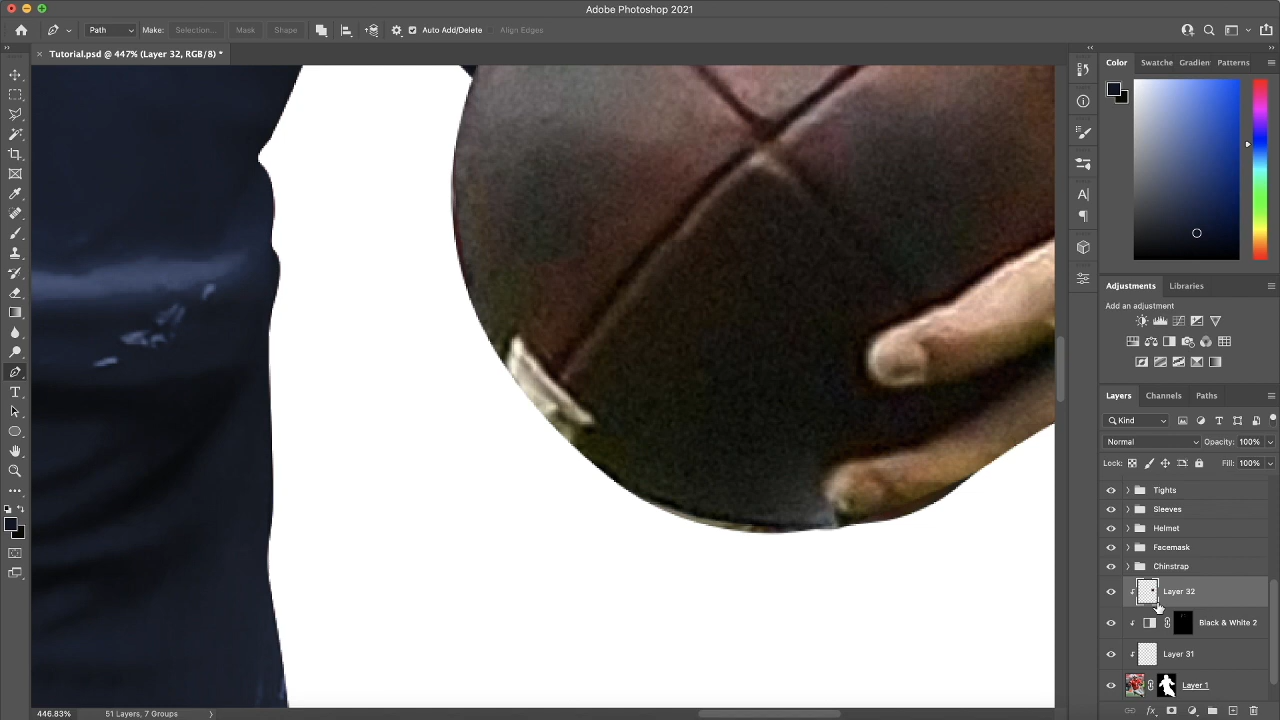 Adobe Photoshop 2021
Path Make: Selection... Mask Shape Auto Add/Delete Align Edges
Tutorial.psd @ 447% (Layer 32, RGB/8) *
Color Swatche Gradien Patterns
Adjustments Libraries
Add an adjustment
Layers Channels Paths
Kind
Normal Opacity: 100%
Lock: Fill: 100%
Tights
Sleeves
Helmet
Facemask
Chinstrap
Layer 32
Black & White 2
Layer 31
Layer 1
446.83% 51 Layers, 7 Groups